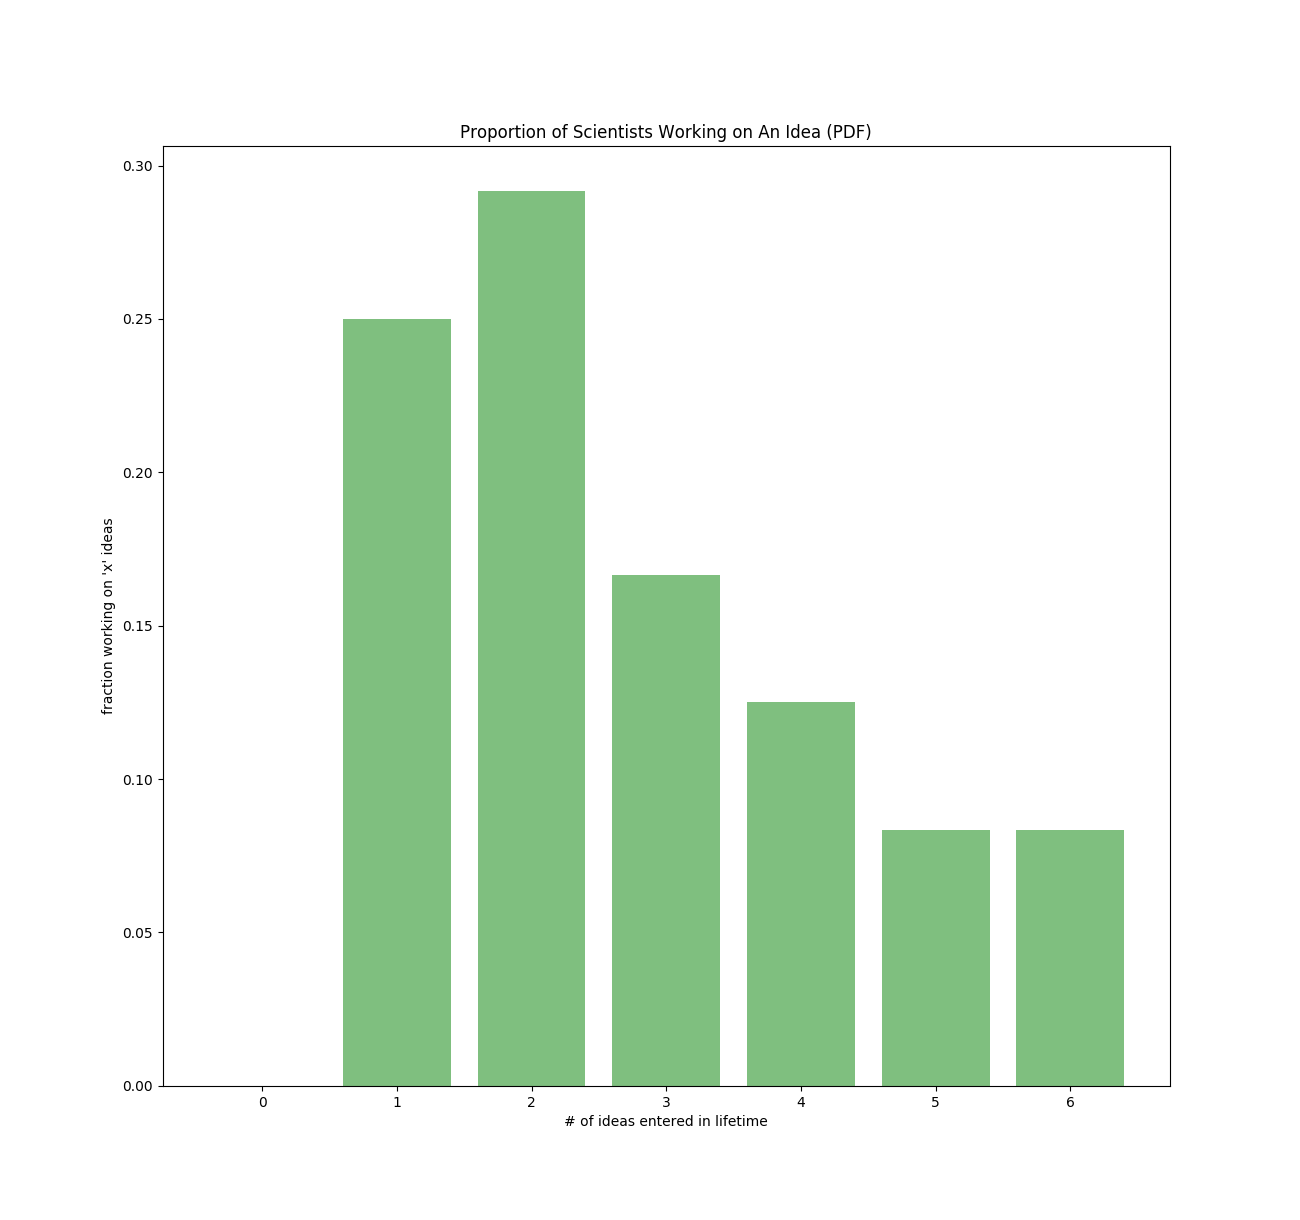 Proportion of Scientists Working on An Idea (PDF)
0.30
0.25
0.20
0.15
0.10
0.05
0.00
fraction working on 'x' ideas
0 1 2 3 4 5 6
# of ideas entered in lifetime